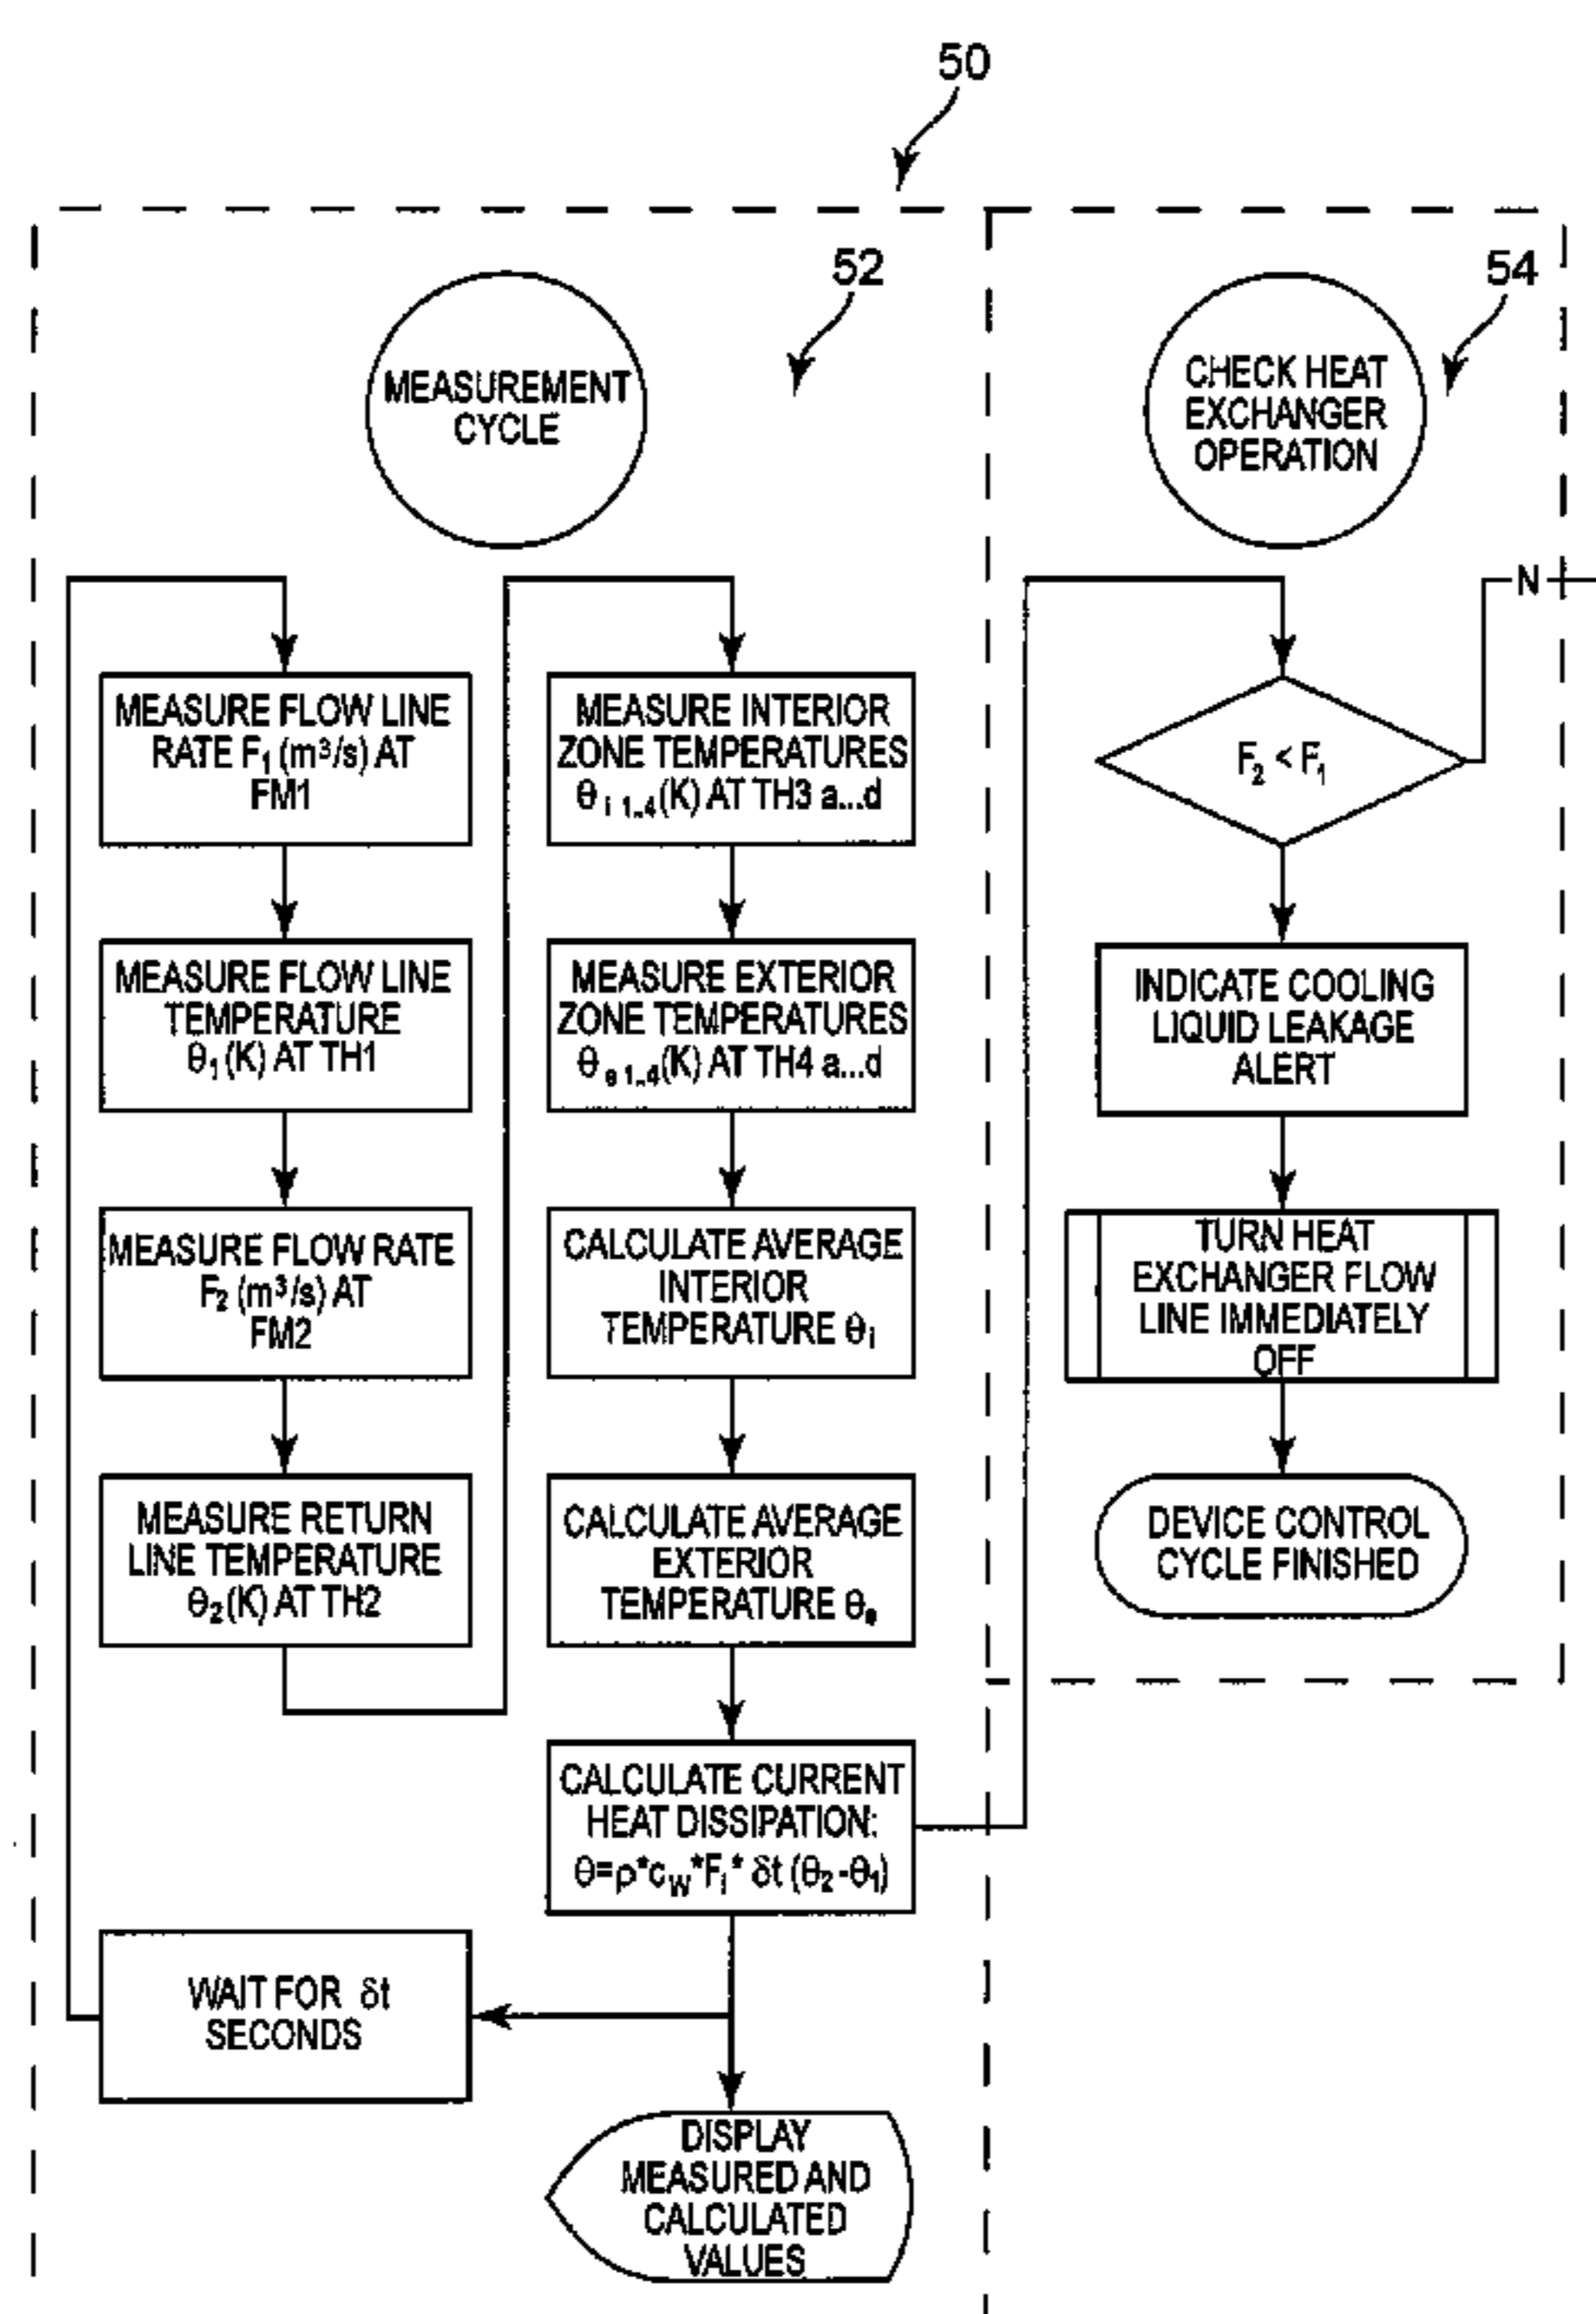 50
52
54
MEASUREMENT
CYCLE
MEASURE FLOW LINE
RATE F₁ (m³/s) AT
FM1
MEASURE FLOW LINE
TEMPERATURE
θ₁ (K) AT TH1
MEASURE FLOW RATE
F₂ (m³/s) AT
FM2
MEASURE RETURN
LINE TEMPERATURE
θ₂ (K) AT TH2
MEASURE INTERIOR
ZONE TEMPERATURES
θ i 1..4 (K) AT TH3 a...d
MEASURE EXTERIOR
ZONE TEMPERATURES
θ e 1..4 (K) AT TH4 a...d
CALCULATE AVERAGE
INTERIOR
TEMPERATURE θi
CALCULATE AVERAGE
EXTERIOR
TEMPERATURE θe
CALCULATE CURRENT
HEAT DISSIPATION:
θ=ρ*cW*Fi* δt (θ₂-θ₁)
WAIT FOR δt
SECONDS
DISPLAY
MEASURED AND
CALCULATED
VALUES
CHECK HEAT
EXCHANGER
OPERATION
N
F₂ < F₁
INDICATE COOLING
LIQUID LEAKAGE
ALERT
TURN HEAT
EXCHANGER FLOW
LINE IMMEDIATELY
OFF
DEVICE CONTROL
CYCLE FINISHED